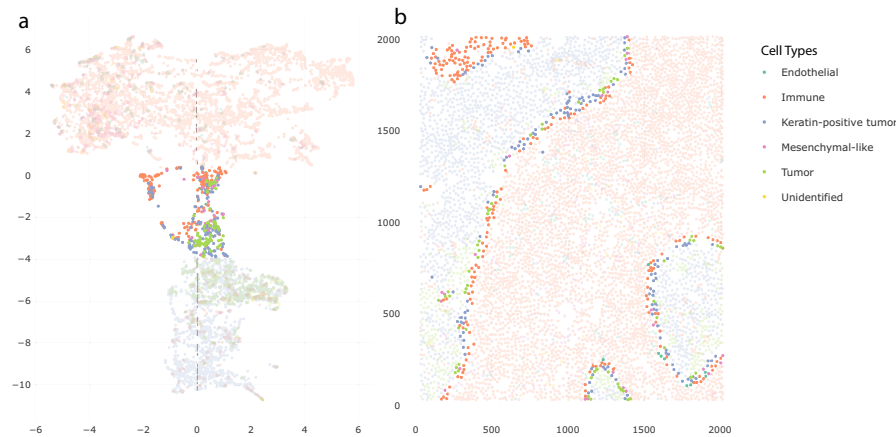 a
6
4
2
0
−2
−4
−6
−8
−10
−6 −4 −2 0 2 4 6
b
2000
1500
1000
500
0
0 500 1000 1500 2000
Cell Types
Endothelial
Immune
Keratin-positive tumor
Mesenchymal-like
Tumor
Unidentified